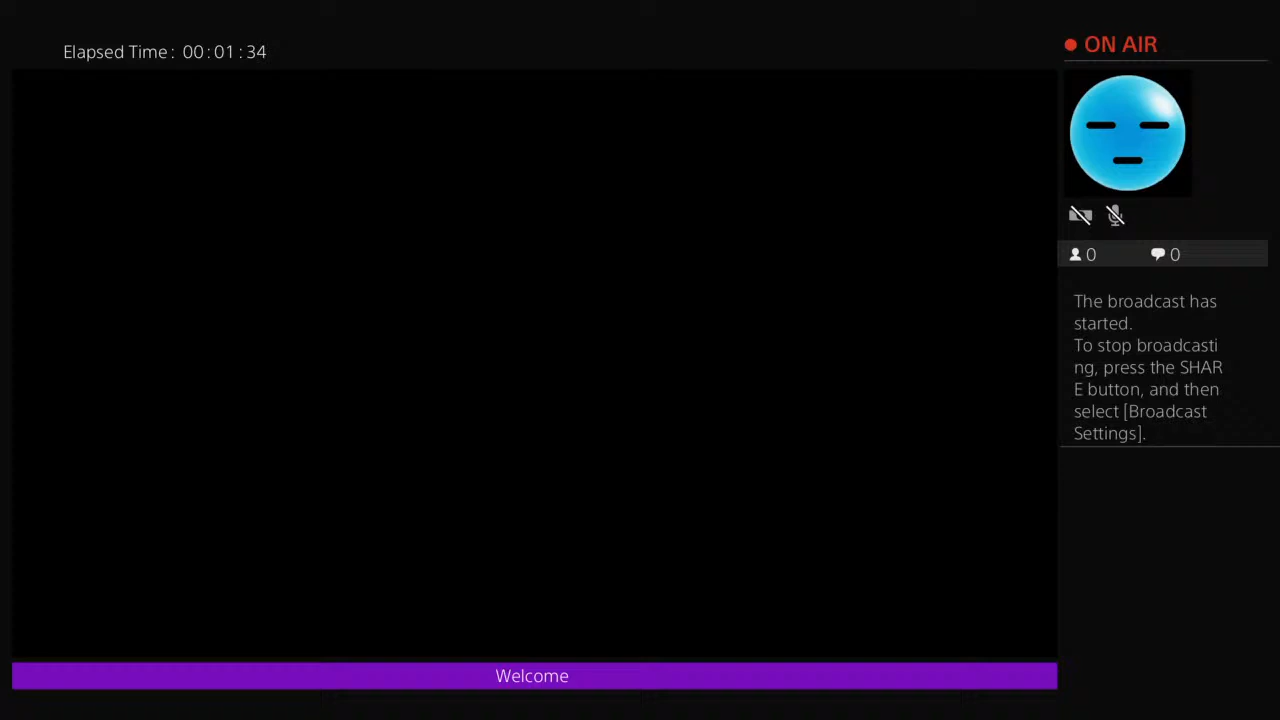 Elapsed Time: 00:01:34
ON AIR
0 0
The broadcast has
started.
To stop broadcasti
ng, press the SHAR
E button, and then
select [Broadcast
Settings].
Welcome